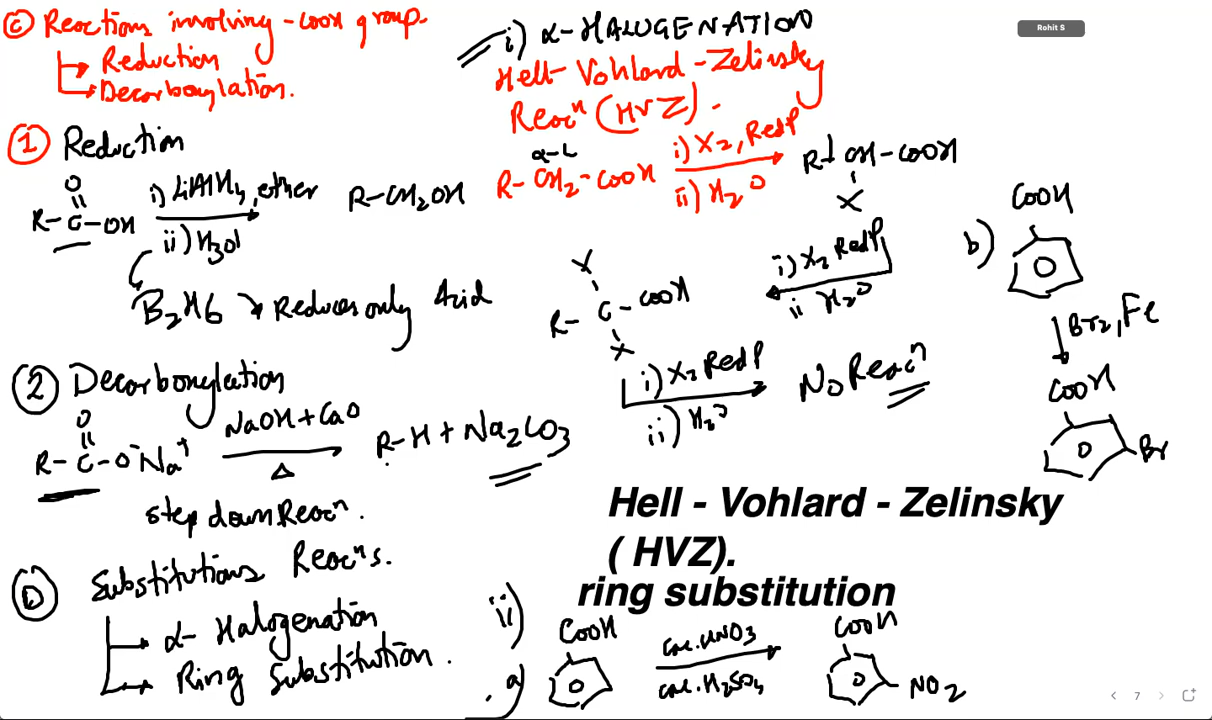 Rohit S
Ⓒ Reactions involving -COOH group.
→ Reduction
→ Decarboxylation.
① Reduction
O
R-C-OH
i) LiAlH4, ether
ii) H3O+
R-CH2OH
B2H6 → Reduces only Acid
② Decarboxylation
O
R-C-O⁻Na⁺
NaOH + CaO
Δ
R-H + Na2CO3
step down Reacⁿ.
Ⓓ Substitutions Reacⁿs.
→ α- Halogenation
→ Ring Substitution.
i) α-HALOGENATION
Hell-Vohlard-Zelinsky
Reacⁿ (HVZ).
R-CH2-COOH
i) X2, Red P
ii) H2O
R-CH-COOH
X
i) X2 Red P
ii H2O
X
R-C-COOH
X
i) X2 Red P
ii) H2O
No Reacⁿ
Hell - Vohlard - Zelinsky
( HVZ).
ring substitution
ii)
a)
COOH
Conc. HNO3
Conc. H2SO4
COOH
NO2
b)
COOH
Br2, Fe
COOH
Br
7